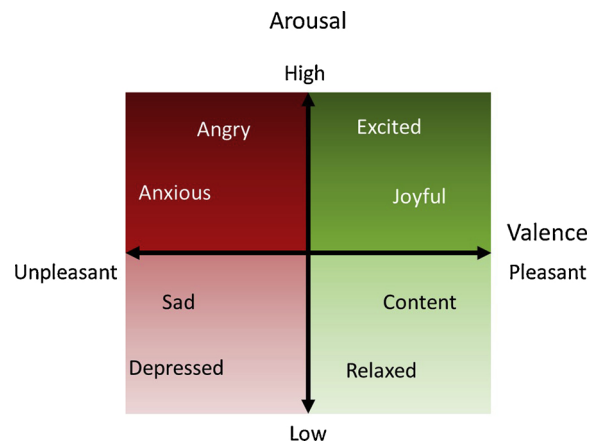 Arousal
High
Angry
Excited
Anxious
Joyful
Valence
Unpleasant
Pleasant
Sad
Content
Depressed
Relaxed
Low